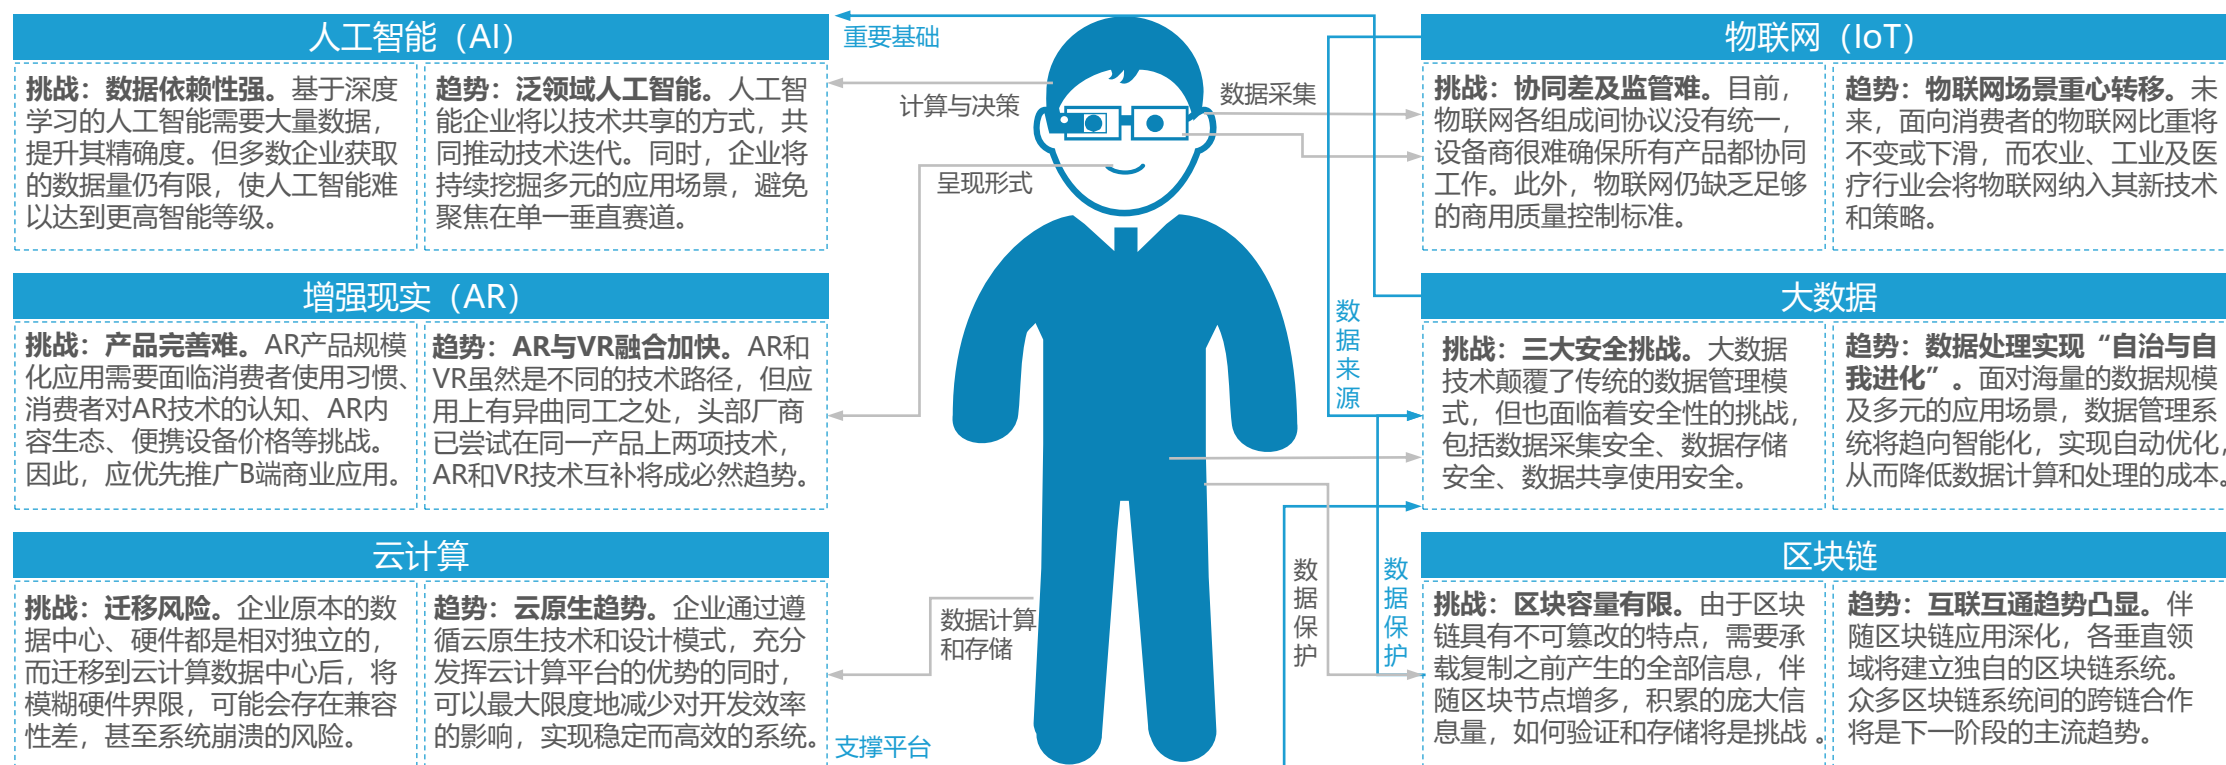 人工智能（AI）
挑战：数据依赖性强。基于深度
学习的人工智能需要大量数据，
提升其精确度。但多数企业获取
的数据量仍有限，使人工智能难
以达到更高智能等级。
趋势：泛领域人工智能。人工智
能企业将以技术共享的方式，共
同推动技术迭代。同时，企业将
持续挖掘多元的应用场景，避免
聚焦在单一垂直赛道。
重要基础
计算与决策
数据采集
呈现形式
物联网（IoT）
挑战：协同差及监管难。目前，
物联网各组成间协议没有统一，
设备商很难确保所有产品都协同
工作。此外，物联网仍缺乏足够
的商用质量控制标准。
趋势：物联网场景重心转移。未
来，面向消费者的物联网比重将
不变或下滑，而农业、工业及医
疗行业会将物联网纳入其新技术
和策略。
增强现实（AR）
挑战：产品完善难。AR产品规模
化应用需要面临消费者使用习惯、
消费者对AR技术的认知、AR内
容生态、便携设备价格等挑战。
因此，应优先推广B端商业应用。
趋势：AR与VR融合加快。AR和
VR虽然是不同的技术路径，但应
用上有异曲同工之处，头部厂商
已尝试在同一产品上两项技术，
AR和VR技术互补将成必然趋势。
数据来源
大数据
挑战：三大安全挑战。大数据
技术颠覆了传统的数据管理模
式，但也面临着安全性的挑战，
包括数据采集安全、数据存储
安全、数据共享使用安全。
趋势：数据处理实现“自治与自
我进化”。面对海量的数据规模
及多元的应用场景，数据管理系
统将趋向智能化，实现自动优化，
从而降低数据计算和处理的成本。
云计算
挑战：迁移风险。企业原本的数
据中心、硬件都是相对独立的，
而迁移到云计算数据中心后，将
模糊硬件界限，可能会存在兼容
性差，甚至系统崩溃的风险。
趋势：云原生趋势。企业通过遵
循云原生技术和设计模式，充分
发挥云计算平台的优势的同时，
可以最大限度地减少对开发效率
的影响，实现稳定而高效的系统。
数据计算
和存储
支撑平台
数据保护
数据保护
区块链
挑战：区块容量有限。由于区块
链具有不可篡改的特点，需要承
载复制之前产生的全部信息，伴
随区块节点增多，积累的庞大信
息量，如何验证和存储将是挑战。
趋势：互联互通趋势凸显。伴
随区块链应用深化，各垂直领
域将建立独自的区块链系统。
众多区块链系统间的跨链合作
将是下一阶段的主流趋势。